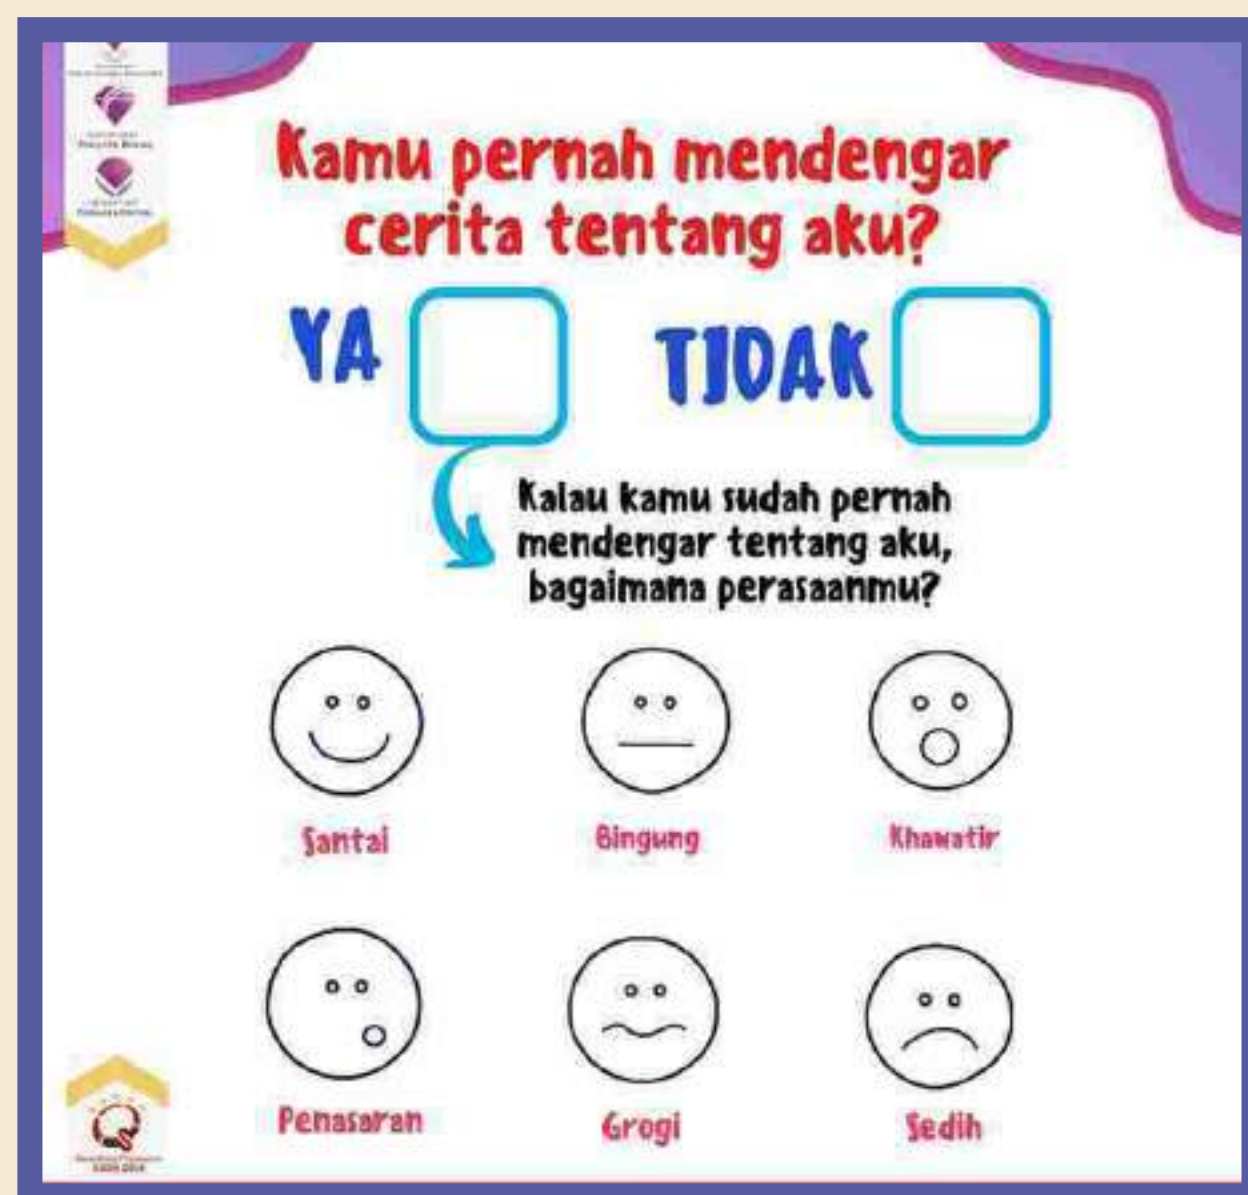 Kamu pernah mendengar
cerita tentang aku?
YA
TIDAK
Kalau kamu sudah pernah
mendengar tentang aku,
bagaimana perasaanmu?
Santai
Bingung
Khawatir
Penasaran
Grogi
Sedih